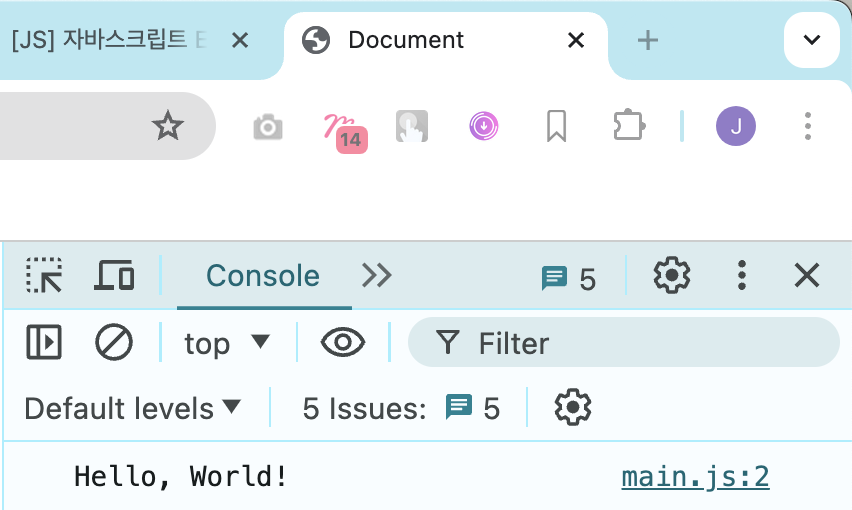 [JS] 자바스크립트
Document
14
J
Console
5
top
Filter
Default levels
5 Issues:
5
Hello, World!
main.js:2